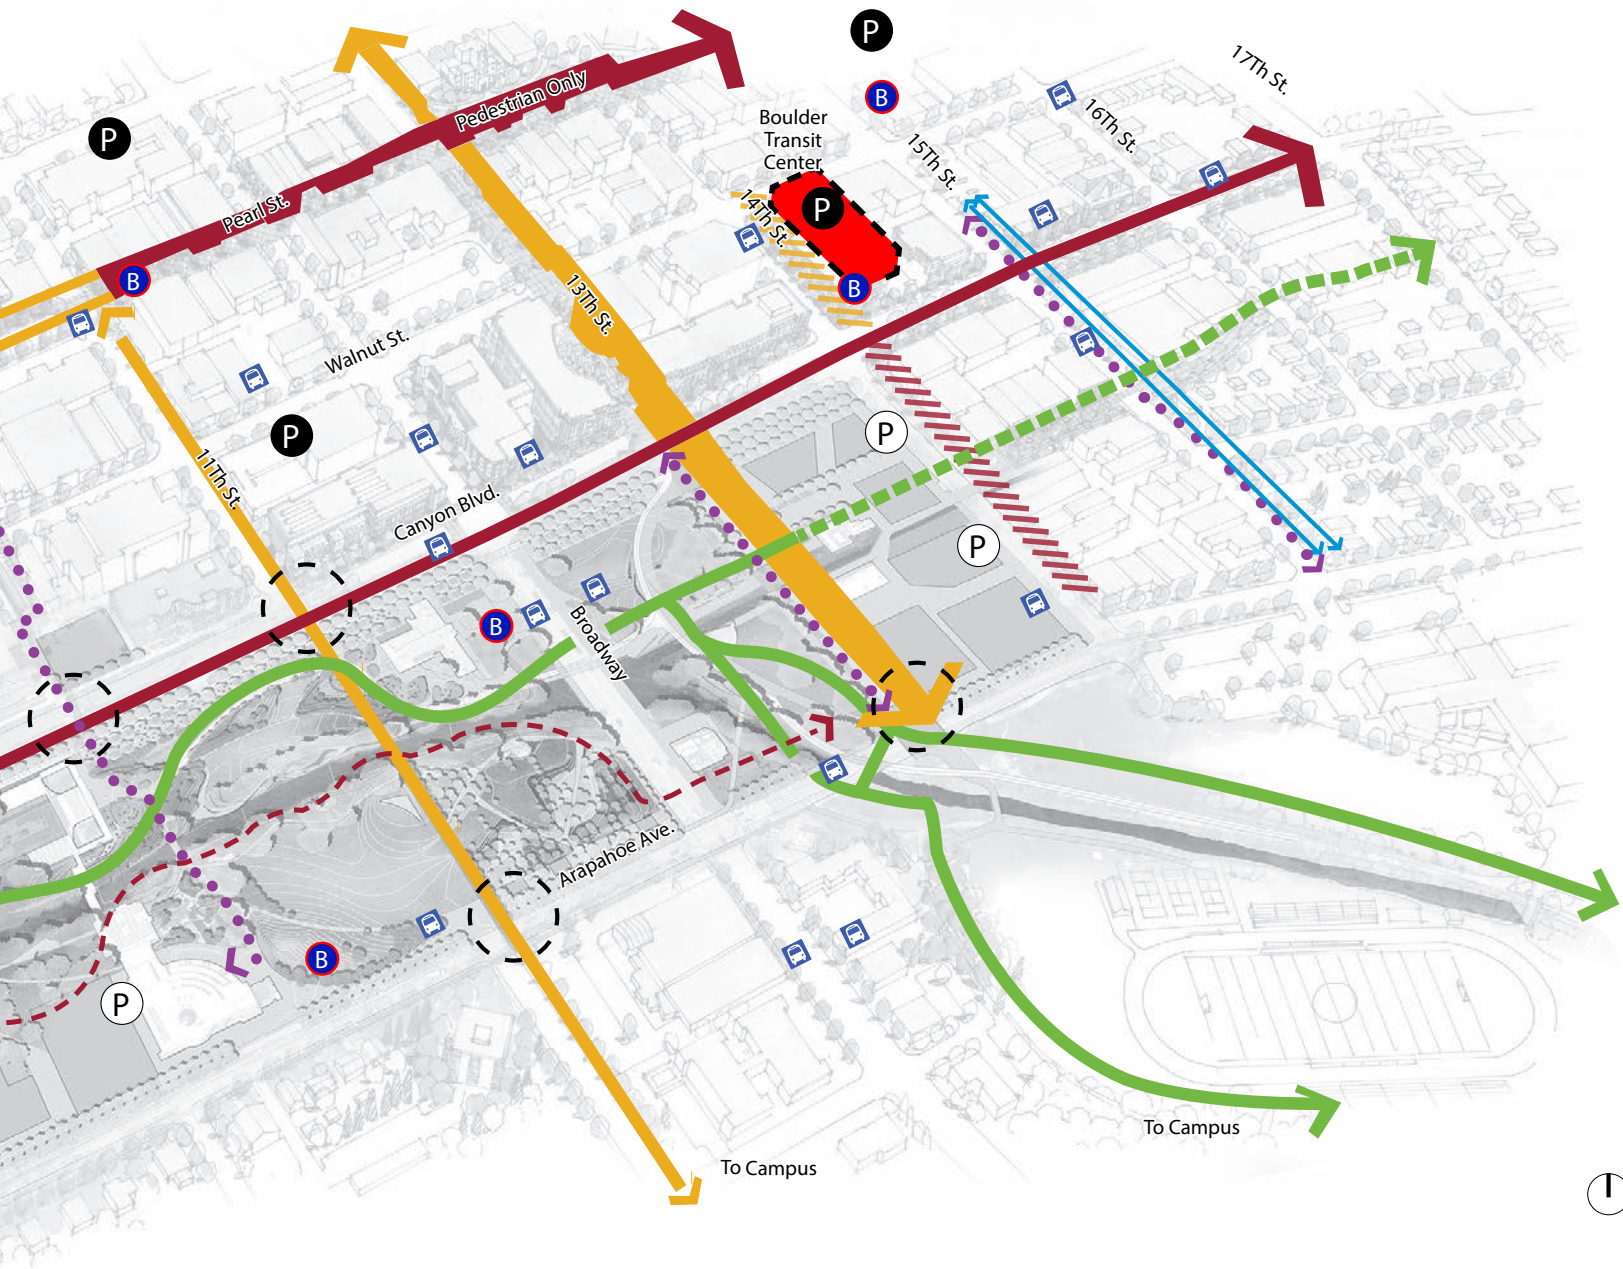 P
17Th St.
Pedestrian Only
B
16Th St.
Boulder
Transit
Center
P
15Th St.
P
14Th St.
Pearl St.
B
B
13Th St.
Walnut St.
P
P
11Th St.
Canyon Blvd.
P
B
Broadway
Arapahoe Ave.
B
P
To Campus
To Campus